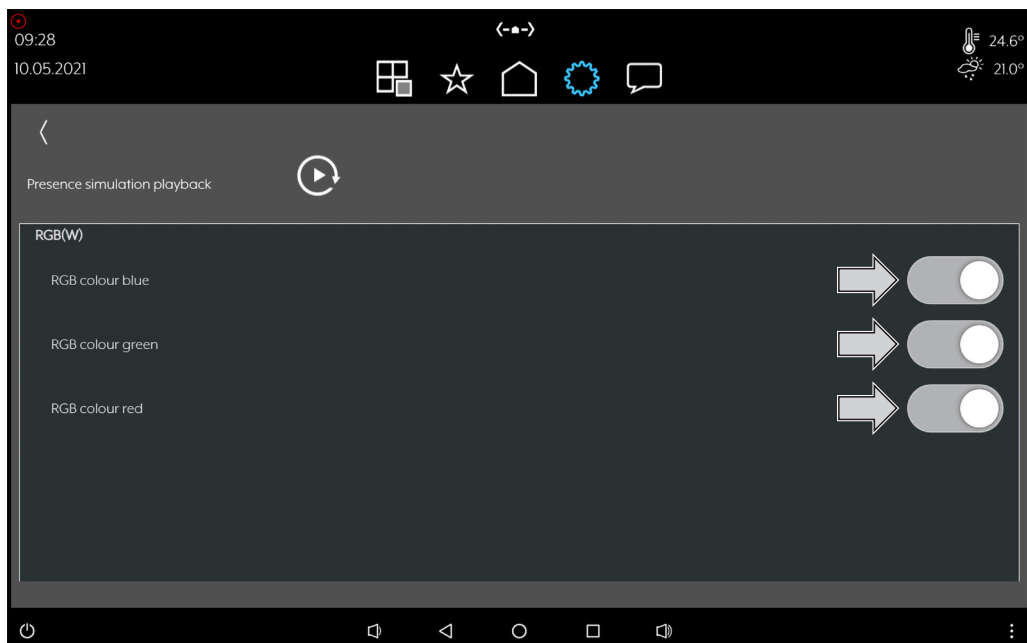 09:28
10.05.2021
24.6°
21.0°
Presence simulation playback
RGB(W)
RGB colour blue
RGB colour green
RGB colour red